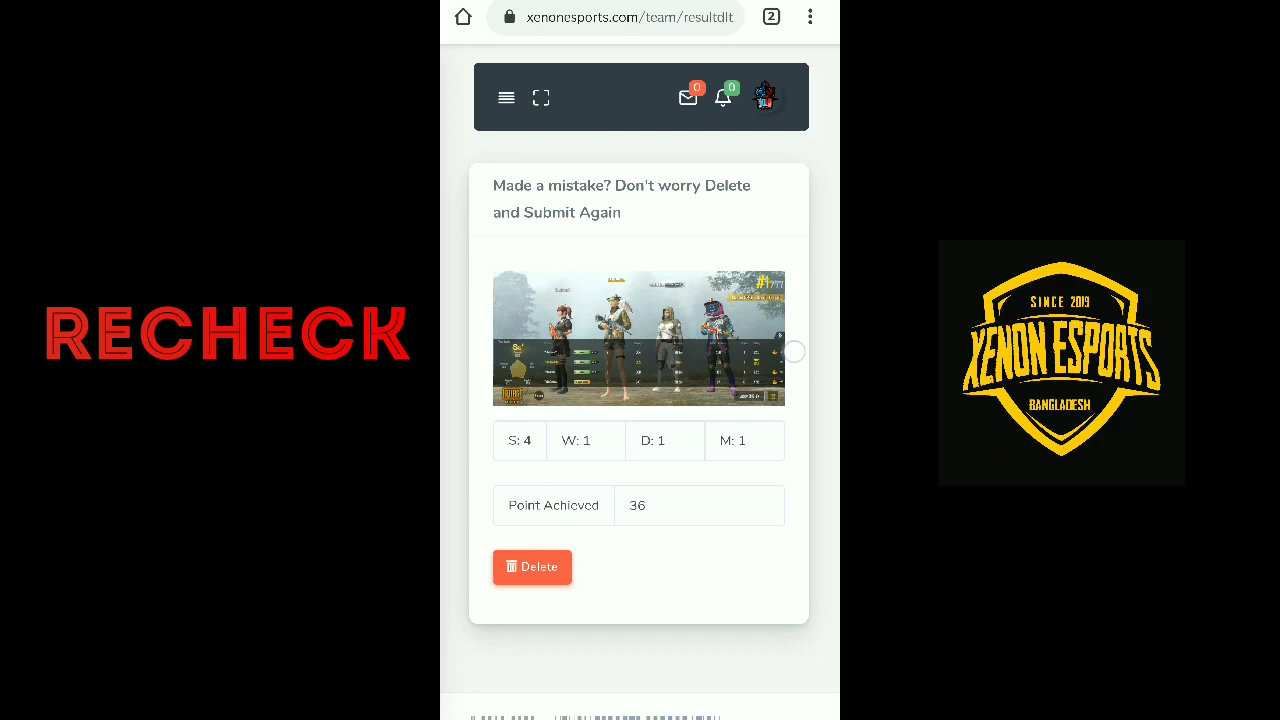 xenonesports.com/team/resultdlt
2
0
0
Made a mistake? Don't worry Delete
and Submit Again
#1/
S: 4
W: 1
D: 1
M: 1
Point Achieved
36
Delete
RECHECK
SINCE 2019
XENON ESPORTS
BANGLADESH